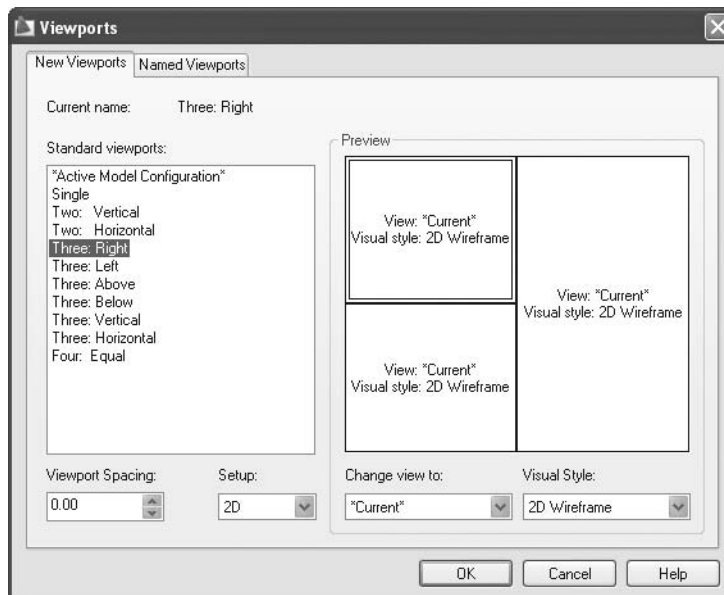 Viewports
New Viewports
Named Viewports
Current name: Three: Right
Standard viewports:
*Active Model Configuration*
Single
Two: Vertical
Two: Horizontal
Three: Right
Three: Left
Three: Above
Three: Below
Three: Vertical
Three: Horizontal
Four: Equal
Preview
View: *Current*
Visual style: 2D Wireframe
View: *Current*
Visual style: 2D Wireframe
View: *Current*
Visual style: 2D Wireframe
Viewport Spacing:
0.00
Setup:
2D
Change view to:
*Current*
Visual Style:
2D Wireframe
OK
Cancel
Help